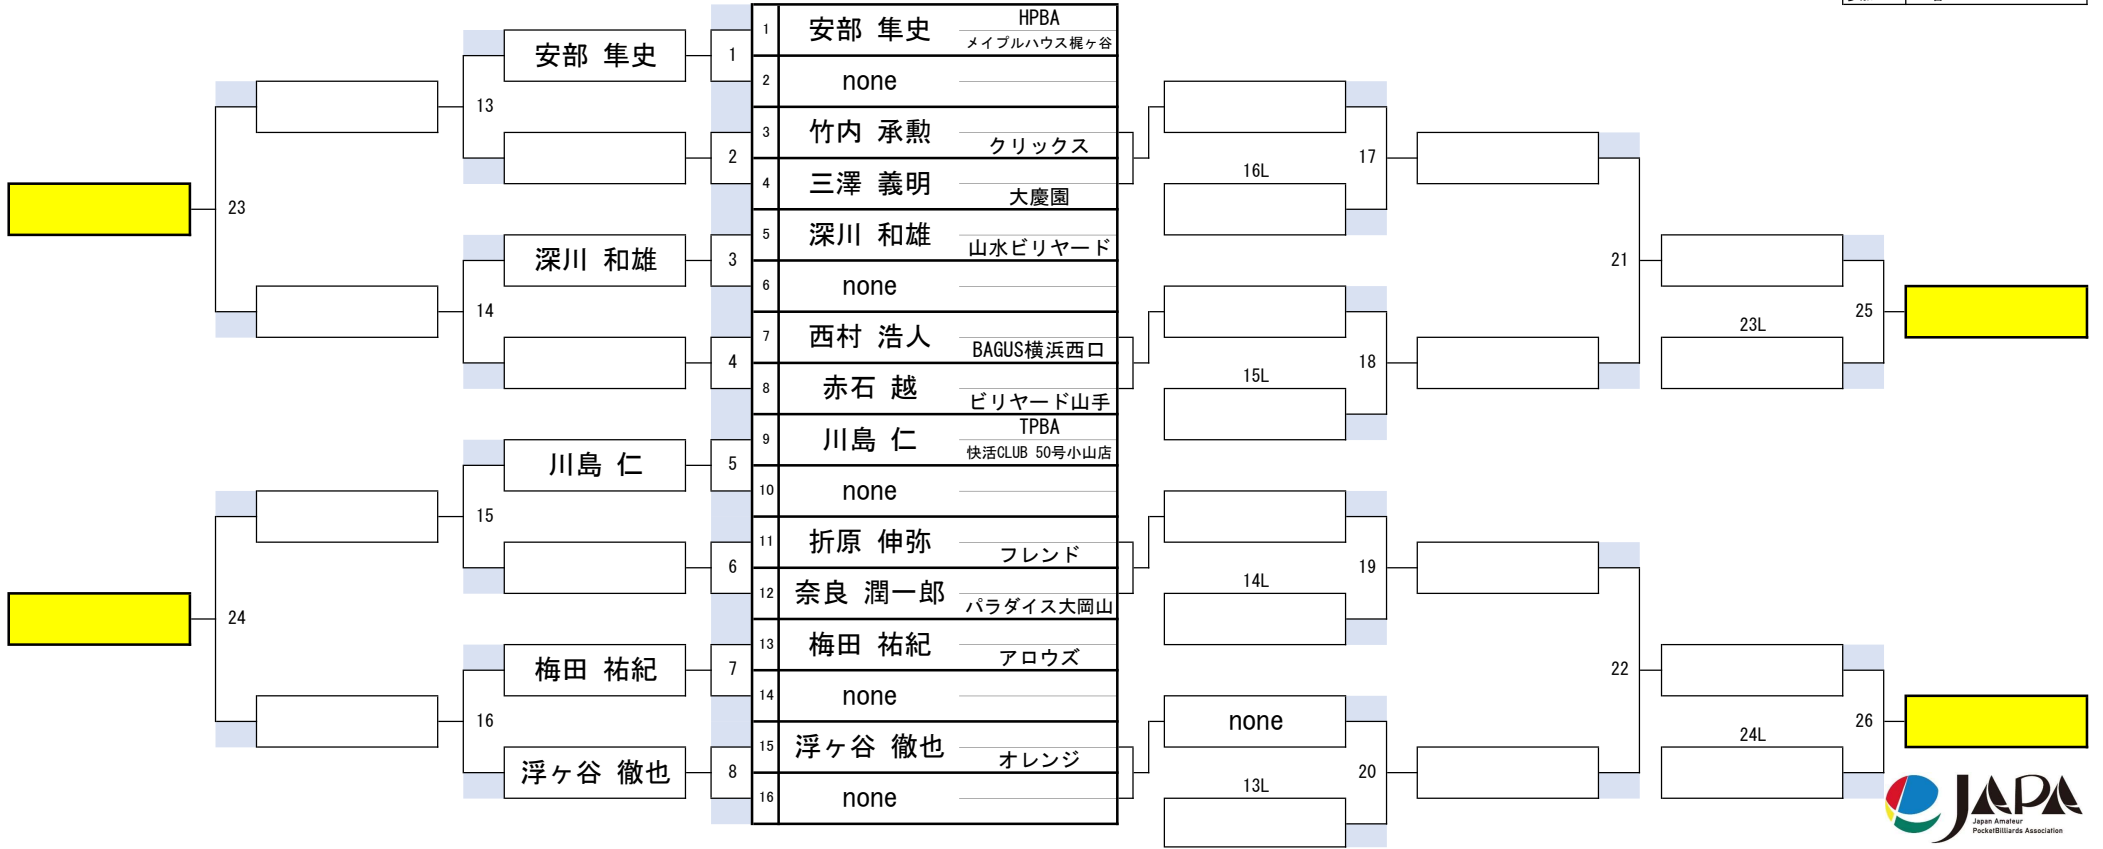 1 安部 隼史 HPBA
メイプルハウス梶ヶ谷
安部 隼史 1
2 none
13
3 竹内 承勲 クリックス
2
17
4 三澤 義明 大慶園
16L
23
5 深川 和雄 山水ビリヤード
深川 和雄 3
21
6 none
14
25
7 西村 浩人 BAGUS横浜西口
23L
4
18
8 赤石 越 ビリヤード山手
15L
9 川島 仁 TPBA
快活CLUB 50号小山店
川島 仁 5
10 none
15
11 折原 伸弥 フレンド
6
19
12 奈良 潤一郎 パラダイス大岡山
14L
24
13 梅田 祐紀 アロウズ
梅田 祐紀 7
22
14 none
16
none
26
15 浮ヶ谷 徹也 オレンジ
24L
浮ヶ谷 徹也 8
20
16 none
13L
JAPA
Japan Amateur
PocketBilliards Association